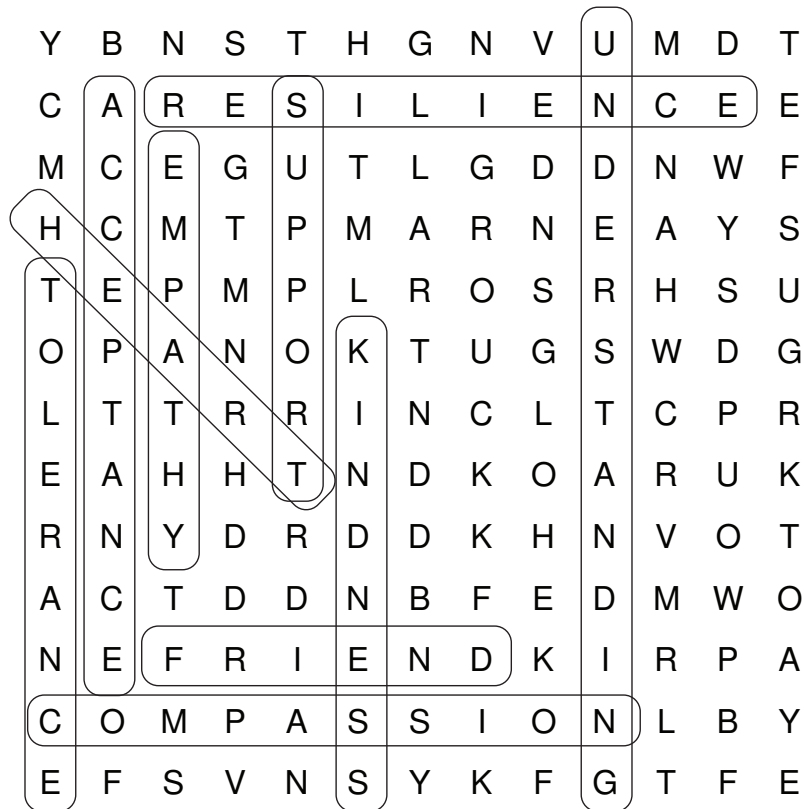 Y B N S T H G N V U M D T
C A R E S I L I E N C E E
M C E G U T L G D D N W F
H C M T P M A R N E A Y S
T E P M P L R O S R H S U
O P A N O K T U G S W D G
L T T R R I N C L T C P R
E A H H T N D K O A R U K
R N Y D R D D K H N V O T
A C T D D N B F E D M W O
N E F R I E N D K I R P A
C O M P A S S I O N L B Y
E F S V N S Y K F G T F E